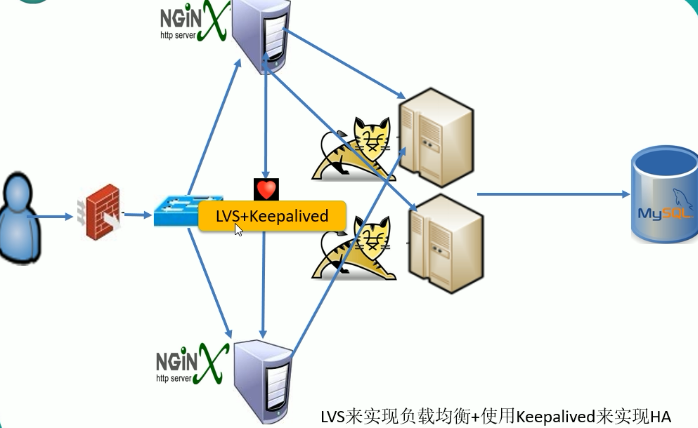 NGiNX
http server
LVS+Keepalived
MySQL
NGiNX
http server
LVS来实现负载均衡+使用Keepalived来实现HA